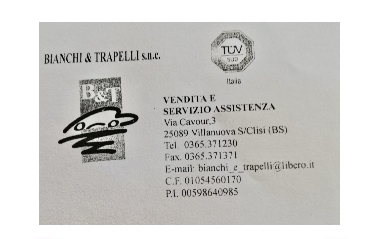 BIANCHI & TRAPELLI s.n.c.
B&T
TÜV
Italia
VENDITA E
SERVIZIO ASSISTENZA
Via Cavour,3
25089 Villanuova S/Clisi (BS)
Tel 0365.371230
Fax. 0365.371371
E-mail: bianchi_e_trapelli@libero.it
C.F. 01054560170
P.I. 00598640985